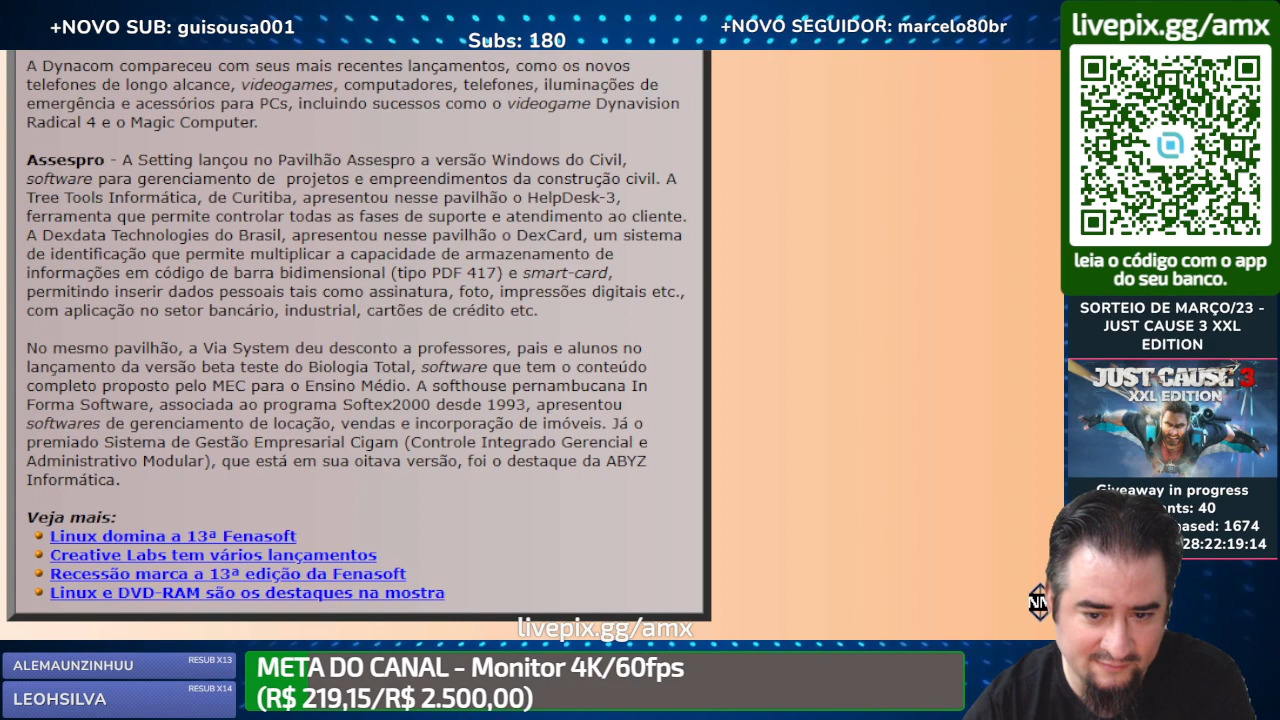 +NOVO SUB: guisousa001
Subs: 180
+NOVO SEGUIDOR: marcelo80br
livepix.gg/amx
A Dynacom compareceu com seus mais recentes lançamentos, como os novos
telefones de longo alcance, videogames, computadores, telefones, iluminações de
emergência e acessórios para PCs, incluindo sucessos como o videogame Dynavision
Radical 4 e o Magic Computer.
Assespro - A Setting lançou no Pavilhão Assespro a versão Windows do Civil,
software para gerenciamento de projetos e empreendimentos da construção civil. A
Tree Tools Informática, de Curitiba, apresentou nesse pavilhão o HelpDesk-3,
ferramenta que permite controlar todas as fases de suporte e atendimento ao cliente.
A Dexdata Technologies do Brasil, apresentou nesse pavilhão o DexCard, um sistema
de identificação que permite multiplicar a capacidade de armazenamento de
informações em código de barra bidimensional (tipo PDF 417) e smart-card,
permitindo inserir dados pessoais tais como assinatura, foto, impressões digitais etc.,
com aplicação no setor bancário, industrial, cartões de crédito etc.
No mesmo pavilhão, a Via System deu desconto a professores, pais e alunos no
lançamento da versão beta teste do Biologia Total, software que tem o conteúdo
completo proposto pelo MEC para o Ensino Médio. A softhouse pernambucana In
Forma Software, associada ao programa Softex2000 desde 1993, apresentou
softwares de gerenciamento de locação, vendas e incorporação de imóveis. Já o
premiado Sistema de Gestão Empresarial Cigam (Controle Integrado Gerencial e
Administrativo Modular), que está em sua oitava versão, foi o destaque da ABYZ
Informática.
Veja mais:
Linux domina a 13ª Fenasoft
Creative Labs tem vários lançamentos
Recessão marca a 13ª edição da Fenasoft
Linux e DVD-RAM são os destaques na mostra
leia o código com o app
do seu banco.
SORTEIO DE MARÇO/23 -
JUST CAUSE 3 XXL
EDITION
JUST CAUSE 3
XXL EDITION
Giveaway in progress
40
1674
28:22:19:14
livepix.gg/amx
ALEMAUNZINHUU
RESUB X13
LEOHSILVA
RESUB X14
META DO CANAL - Monitor 4K/60fps
(R$ 219,15/R$ 2.500,00)